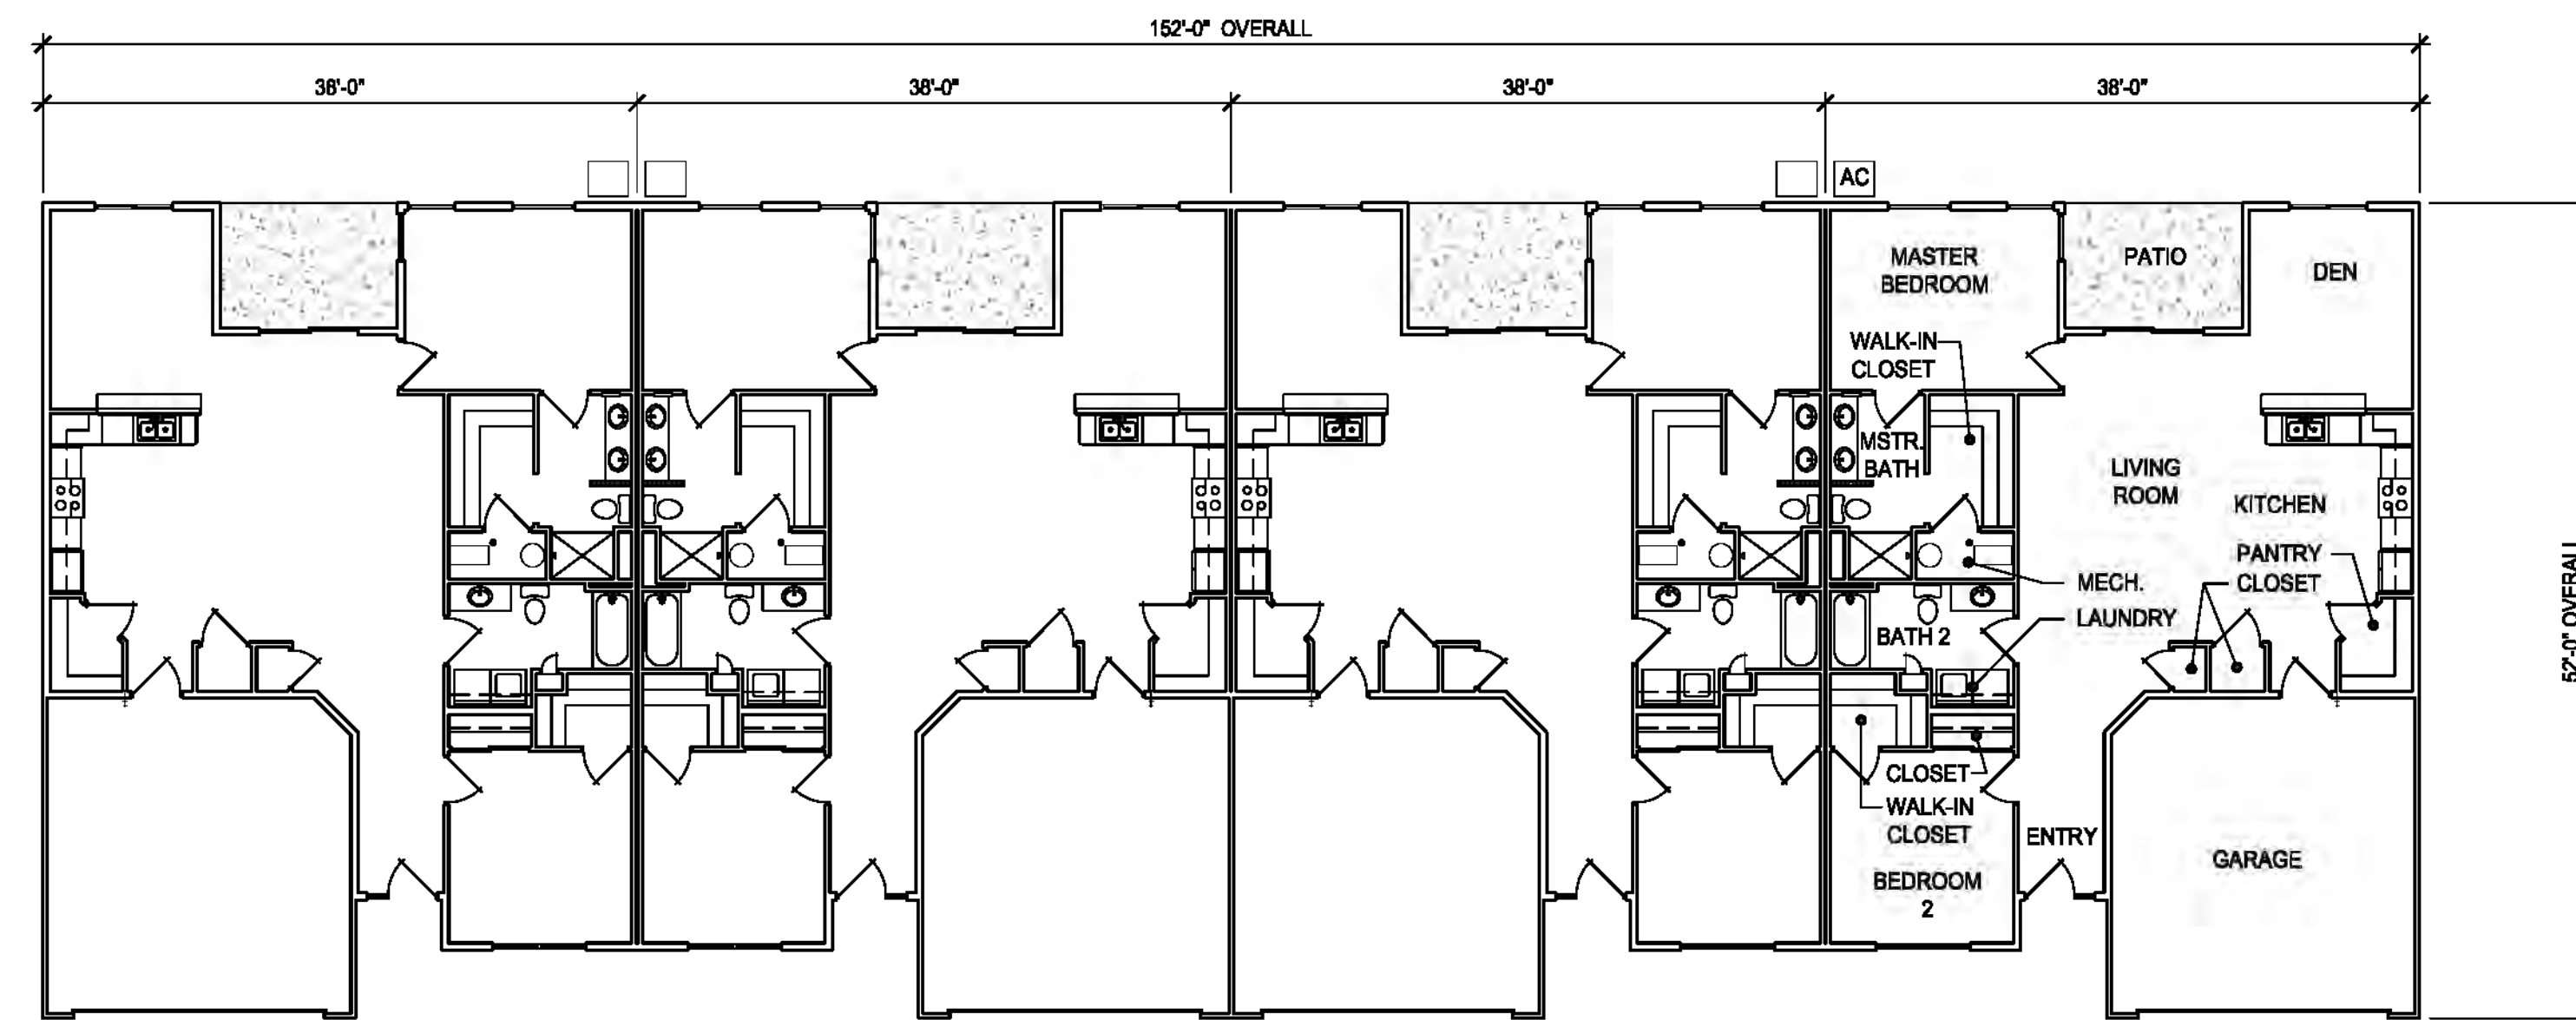 152'-0" OVERALL
38'-0"
38'-0"
38'-0"
38'-0"
AC
MASTER
BEDROOM
PATIO
DEN
WALK-IN
CLOSET
MSTR.
BATH
LIVING
ROOM
KITCHEN
PANTRY
CLOSET
MECH.
LAUNDRY
BATH 2
CLOSET
WALK-IN
CLOSET
ENTRY
BEDROOM
2
GARAGE
52'-0" OVERALL